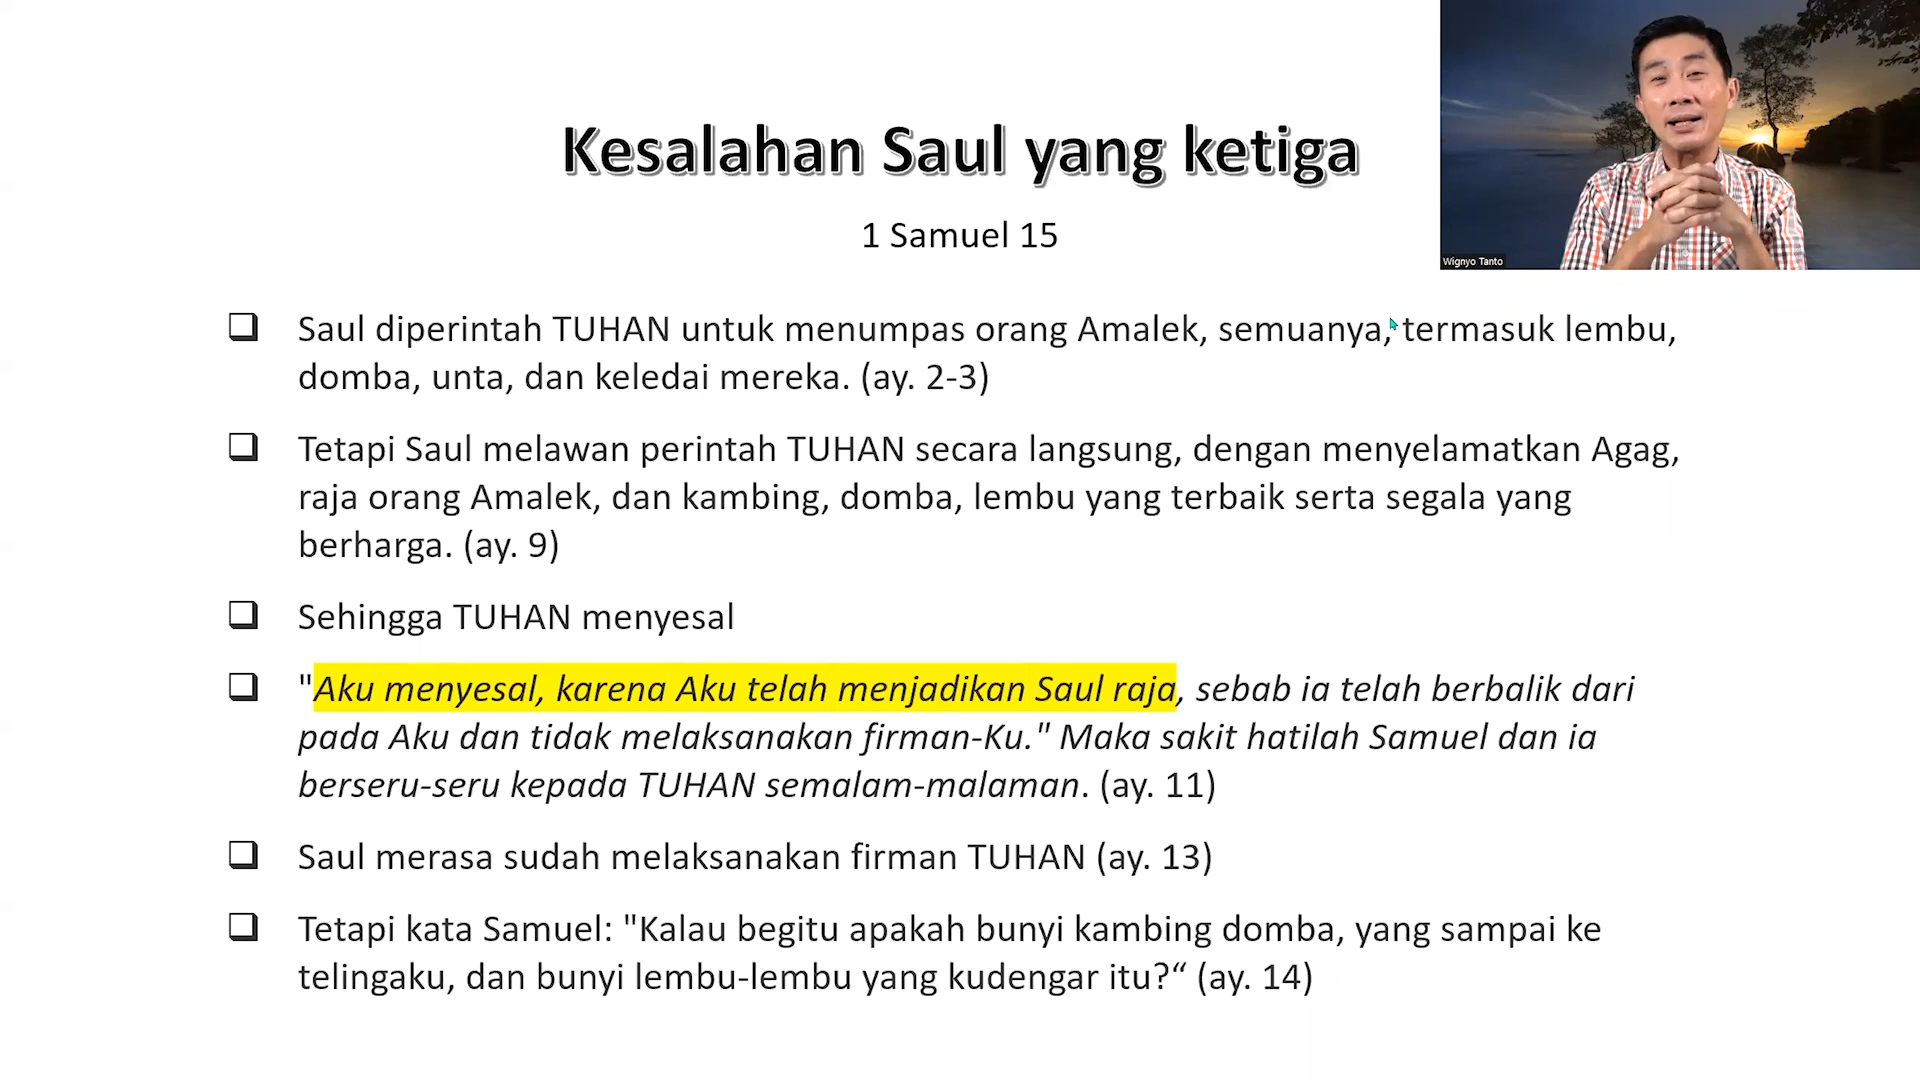 Kesalahan Saul yang ketiga
1 Samuel 15
Wignyo Tanto
Saul diperintah TUHAN untuk menumpas orang Amalek, semuanya, termasuk lembu,
domba, unta, dan keledai mereka. (ay. 2-3)
Tetapi Saul melawan perintah TUHAN secara langsung, dengan menyelamatkan Agag,
raja orang Amalek, dan kambing, domba, lembu yang terbaik serta segala yang
berharga. (ay. 9)
Sehingga TUHAN menyesal
"Aku menyesal, karena Aku telah menjadikan Saul raja, sebab ia telah berbalik dari
pada Aku dan tidak melaksanakan firman-Ku." Maka sakit hatilah Samuel dan ia
berseru-seru kepada TUHAN semalam-malaman. (ay. 11)
Saul merasa sudah melaksanakan firman TUHAN (ay. 13)
Tetapi kata Samuel: "Kalau begitu apakah bunyi kambing domba, yang sampai ke
telingaku, dan bunyi lembu-lembu yang kudengar itu?“ (ay. 14)